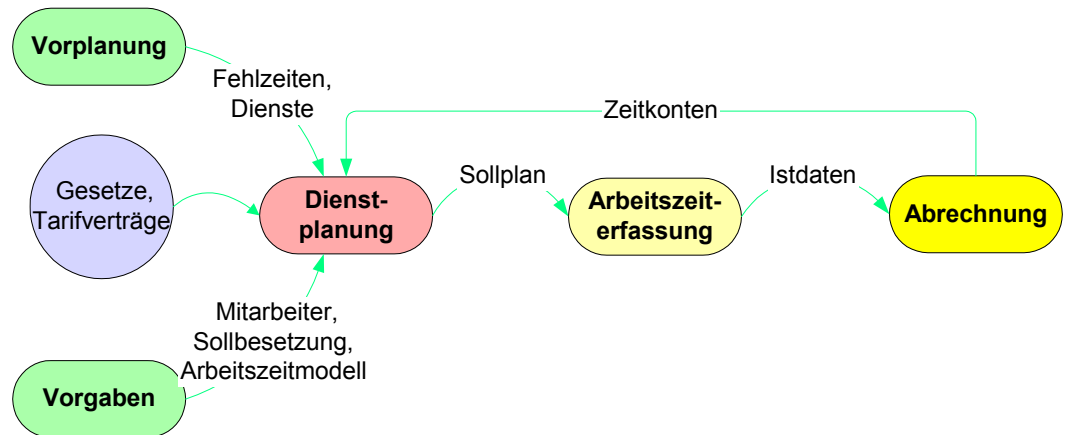 Vorplanung
Fehlzeiten,
Dienste
Zeitkonten
Gesetze,
Tarifverträge
Dienst-
planung
Sollplan
Arbeitszeit-
erfassung
Istdaten
Abrechnung
Mitarbeiter,
Sollbesetzung,
Arbeitszeitmodell
Vorgaben